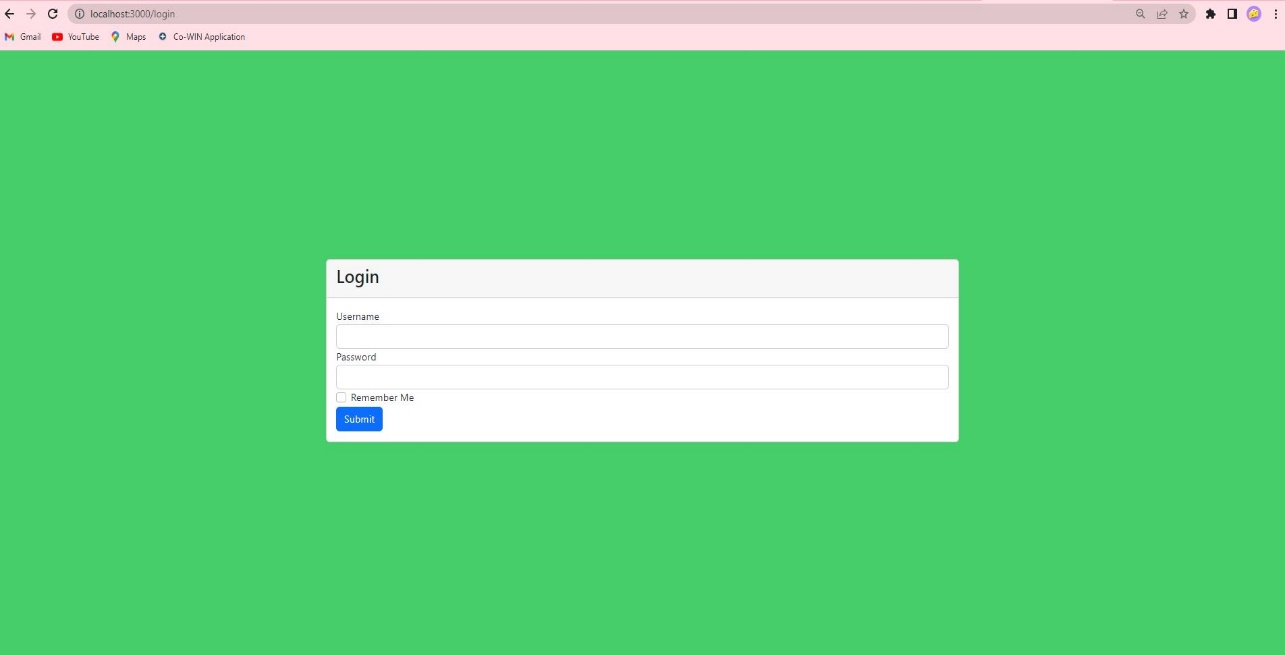 localhost:3000/login
Gmail YouTube Maps Co-WIN Application
Login
Username
Password
Remember Me
Submit